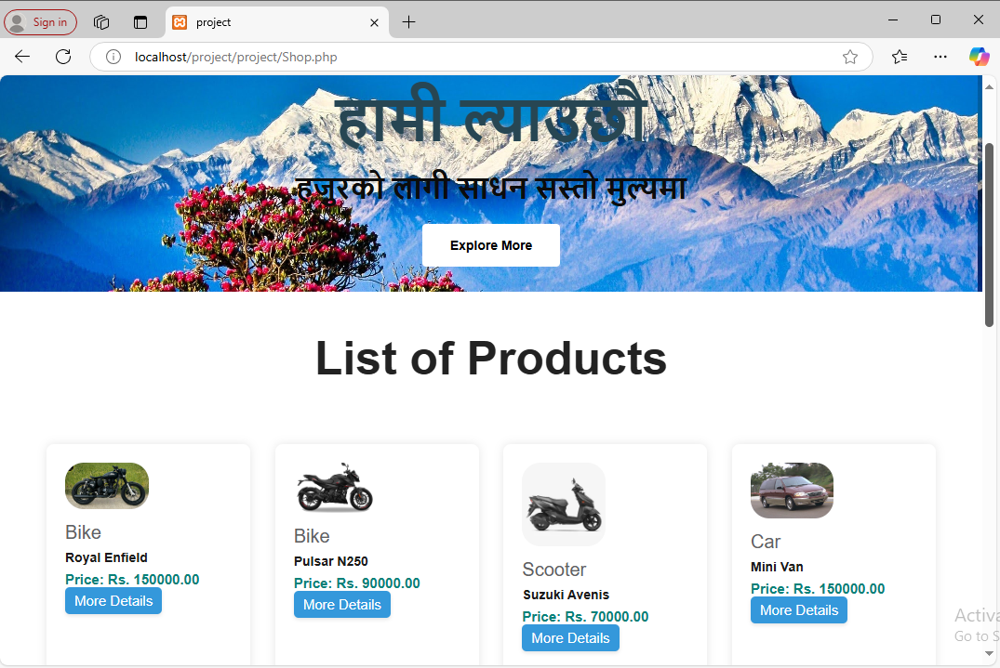 Sign in
project
localhost/project/project/Shop.php
हामी ल्याउछौ
हजुरको लागी साधन सस्तो मुल्यमा
Explore More
List of Products
Bike
Royal Enfield
Price: Rs. 150000.00
More Details
Bike
Pulsar N250
Price: Rs. 90000.00
More Details
Scooter
Suzuki Avenis
Price: Rs. 70000.00
More Details
Car
Mini Van
Price: Rs. 150000.00
More Details
Activa
Go to S